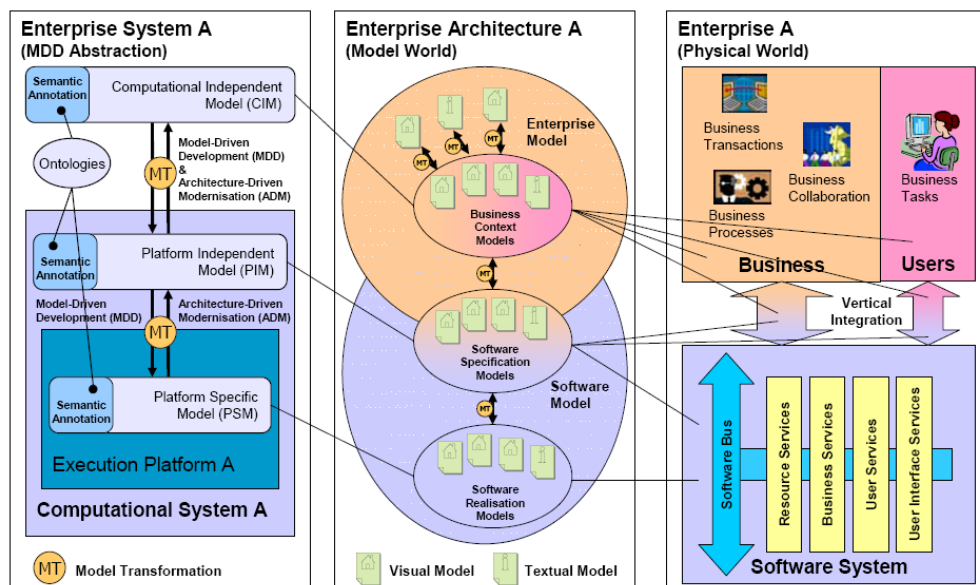 Enterprise System A
(MDD Abstraction)
Semantic
Annotation
Computational Independent
Model (CIM)
Ontologies
MT
Model-Driven
Development (MDD)
&
Architecture-Driven
Modernisation (ADM)
Semantic
Annotation
Platform Independent
Model (PIM)
Model-Driven
Development (MDD)
Architecture-Driven
Modernisation (ADM)
MT
Semantic
Annotation
Platform Specific
Model (PSM)
Execution Platform A
Computational System A
MT
Model Transformation
Enterprise Architecture A
(Model World)
MT
MT
MT
Enterprise
Model
Business
Context
Models
MT
Software
Specification
Models
Software
Model
MT
Software
Realisation
Models
Visual Model
Textual Model
Enterprise A
(Physical World)
Business
Transactions
Business
Collaboration
Business
Processes
Business
Tasks
Business
Users
Vertical
Integration
Software Bus
Resource Services
Business Services
User Services
User Interface Services
Software System